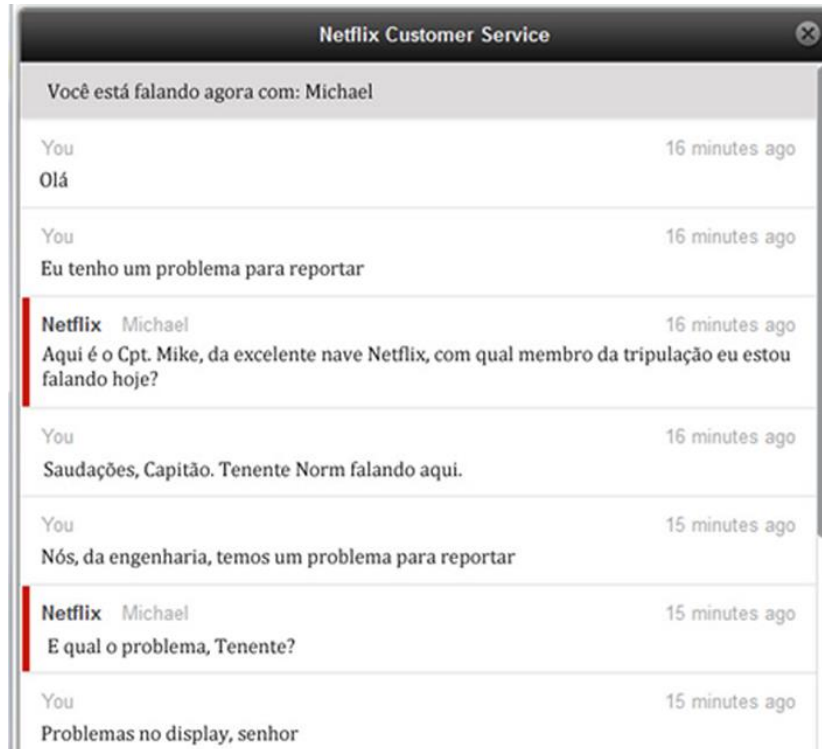 Netflix Customer Service
Você está falando agora com: Michael
You 16 minutes ago
Olá
You 16 minutes ago
Eu tenho um problema para reportar
Netflix Michael 16 minutes ago
Aqui é o Cpt. Mike, da excelente nave Netflix, com qual membro da tripulação eu estou
falando hoje?
You 16 minutes ago
Saudações, Capitão. Tenente Norm falando aqui.
You 15 minutes ago
Nós, da engenharia, temos um problema para reportar
Netflix Michael 15 minutes ago
E qual o problema, Tenente?
You 15 minutes ago
Problemas no display, senhor